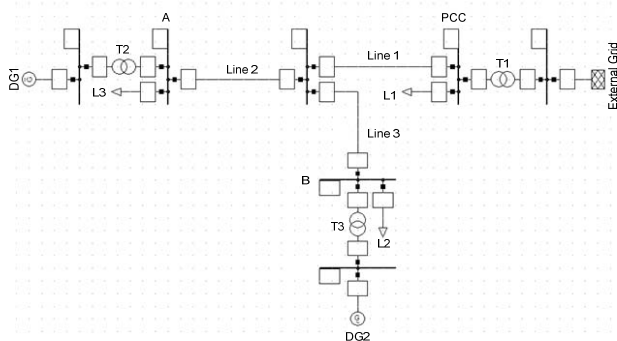 A
PCC
T2
Line 1
T1
DG1
Line 2
L3
L1
External Grid
Line 3
B
T3
L2
DG2